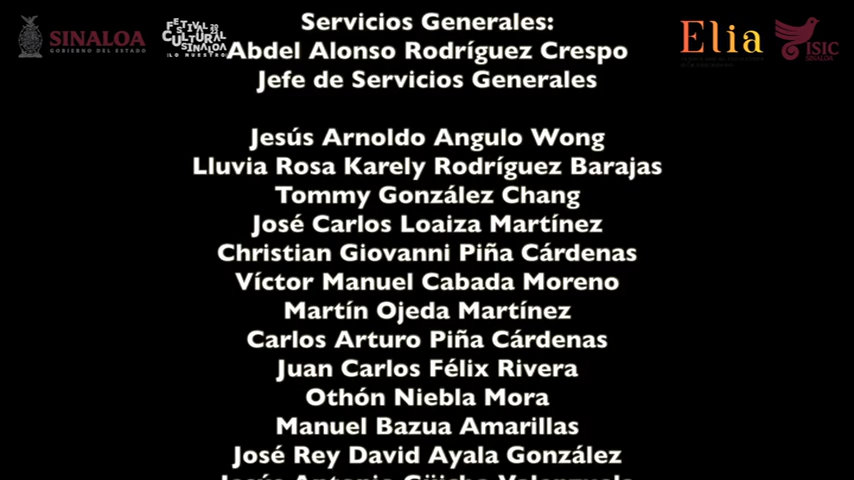 SINALOA
GOBIERNO DEL ESTADO
FESTIVAL
CULTURAL
SINALOA
¡LO NUESTRO!
Elia
ISIC
SINALOA
Servicios Generales:
Abdel Alonso Rodríguez Crespo
Jefe de Servicios Generales
Jesús Arnoldo Angulo Wong
Lluvia Rosa Karely Rodríguez Barajas
Tommy González Chang
José Carlos Loaiza Martínez
Christian Giovanni Piña Cárdenas
Víctor Manuel Cabada Moreno
Martín Ojeda Martínez
Carlos Arturo Piña Cárdenas
Juan Carlos Félix Rivera
Othón Niebla Mora
Manuel Bazua Amarillas
José Rey David Ayala González